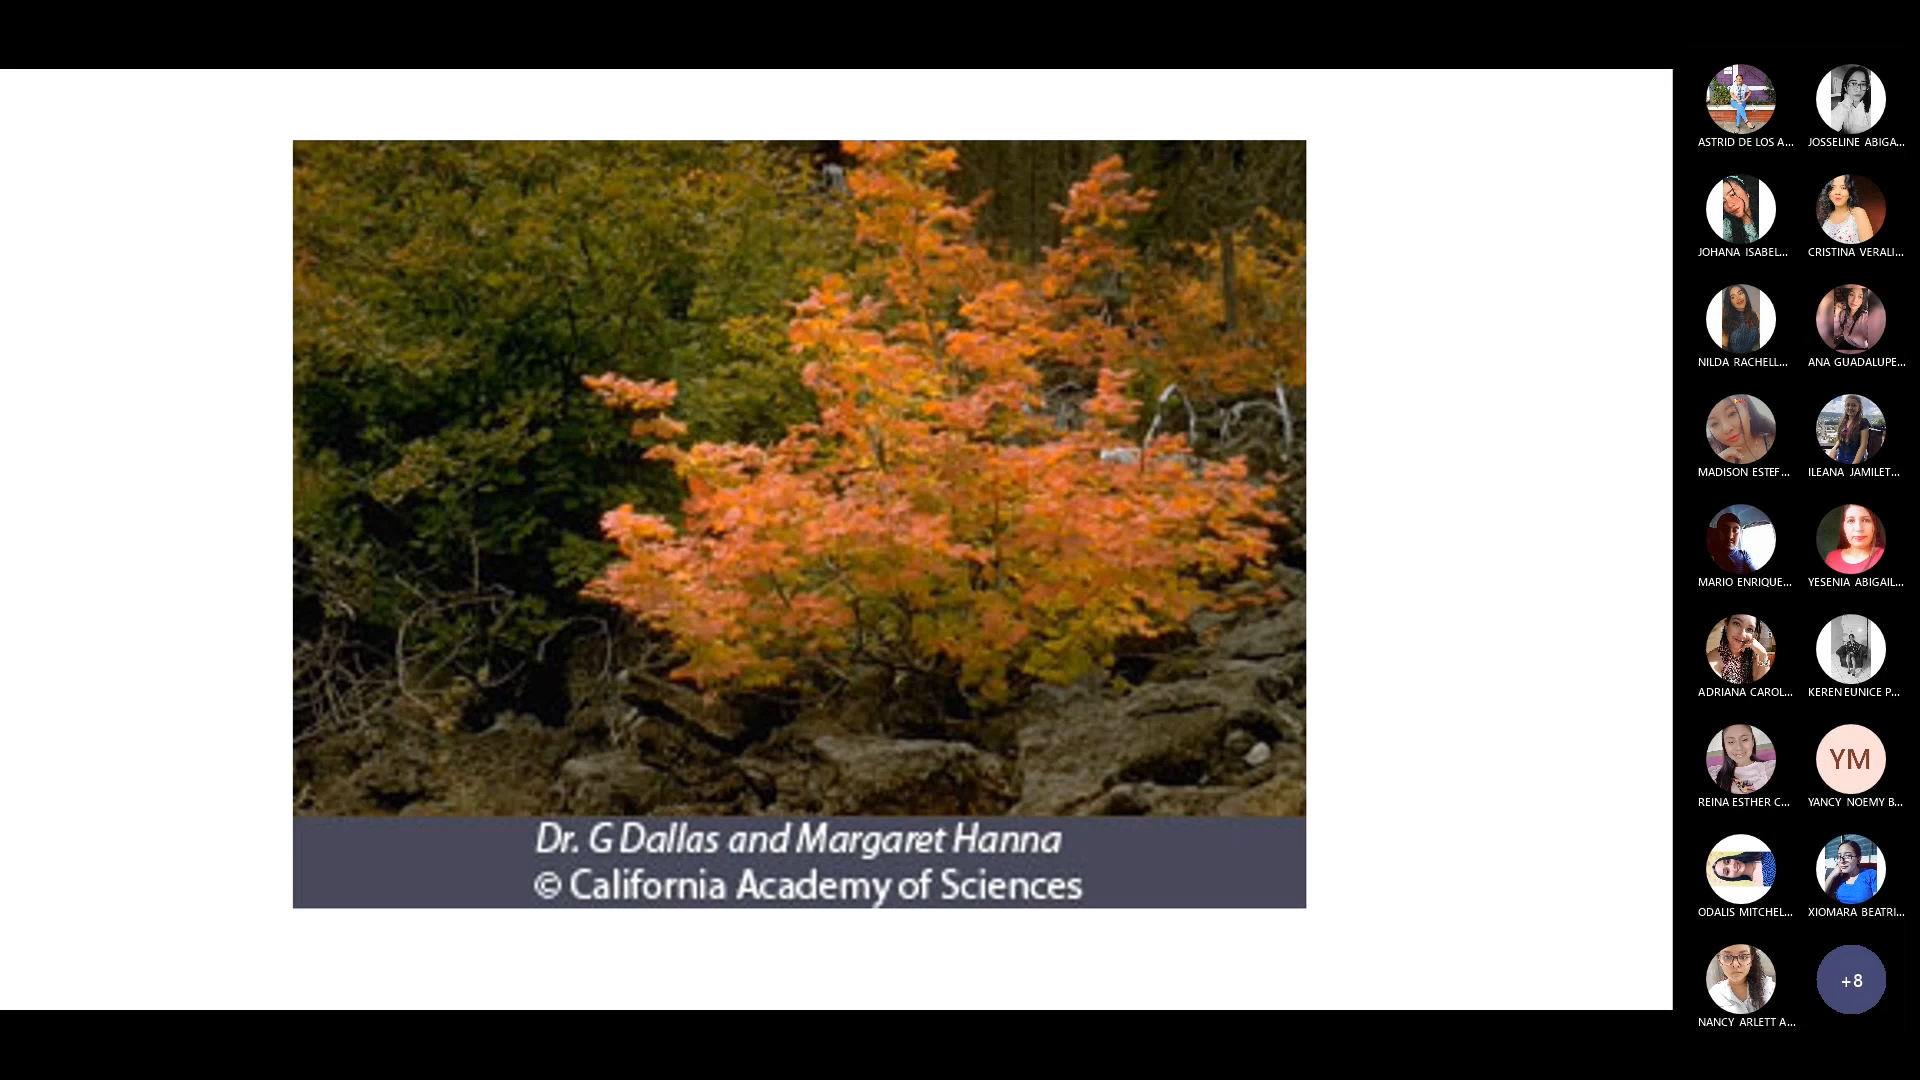 Dr. G Dallas and Margaret Hanna
© California Academy of Sciences
ASTRID DE LOS A...
JOSSELINE ABIGA...
JOHANA ISABEL...
CRISTINA VERALI...
NILDA RACHELL...
ANA GUADALUPE...
MADISON ESTEF...
ILEANA JAMILET...
MARIO ENRIQUE...
YESENIA ABIGAIL...
ADRIANA CAROL...
KEREN EUNICE P...
REINA ESTHER C...
YM
YANCY NOEMY B...
ODALIS MITCHEL...
XIOMARA BEATRI...
NANCY ARLETT A...
+8